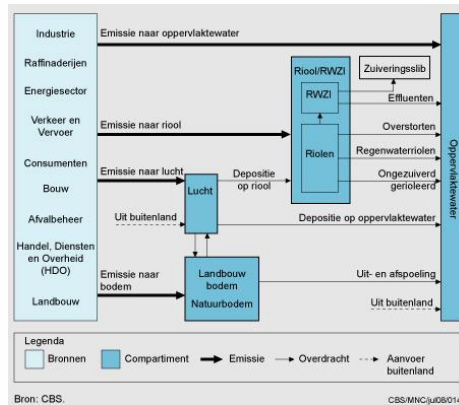 Industrie
Raffinaderijen
Energiesector
Verkeer en
Vervoer
Consumenten
Bouw
Afvalbeheer
Handel, Diensten
en Overheid
(HDO)
Landbouw
Emissie naar oppervlaktewater
Emissie naar riool
Emissie naar lucht
Uit buitenland
Emissie naar
bodem
Lucht
Depositie
op riool
Landbouw
bodem
Natuurbodem
Riool/RWZI
RWZI
Riolen
Zuiveringsslib
Effluenten
Overstorten
Regenwaterriolen
Ongezuiverd
gerioleerd
Depositie op oppervlaktewater
Uit- en afspoeling
Uit buitenland
Oppervlaktewater
Legenda
Bronnen
Compartiment
Emissie
Overdracht
Aanvoer
buitenland
Bron: CBS.
CBS/MNC/jul08/014